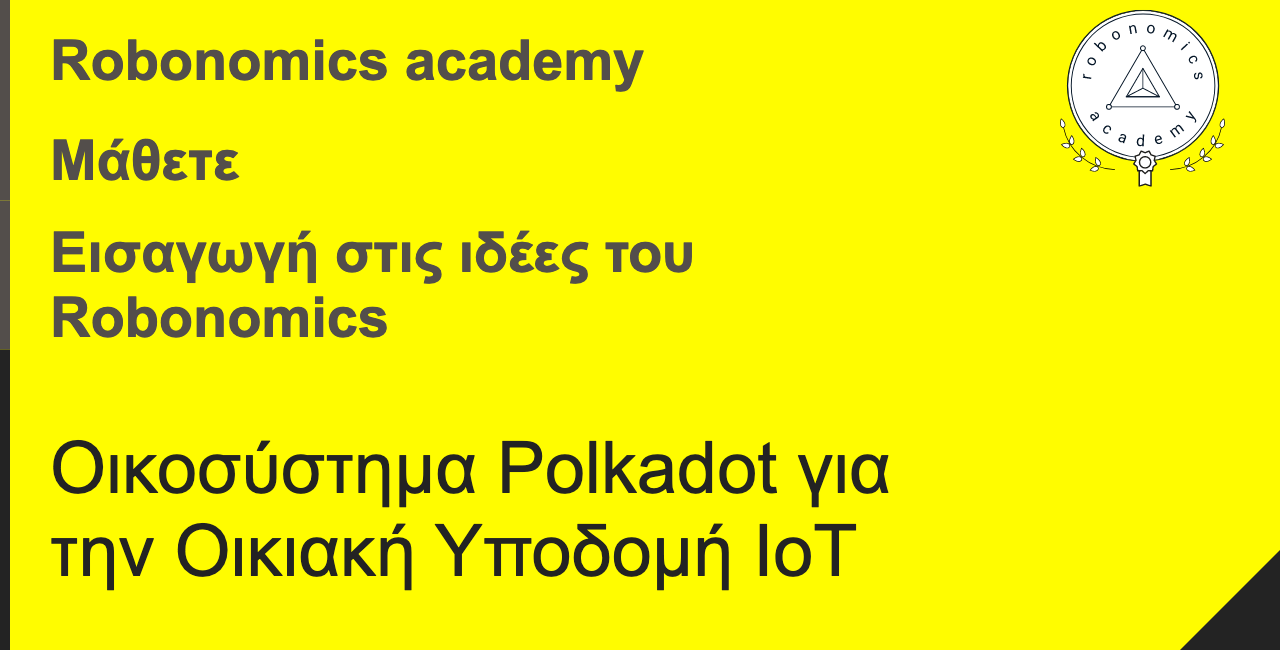 Robonomics academy
Μάθετε
Εισαγωγή στις ιδέες του
Robonomics
Οικοσύστημα Polkadot για
την Οικιακή Υποδομή IoT
robonomics
academy